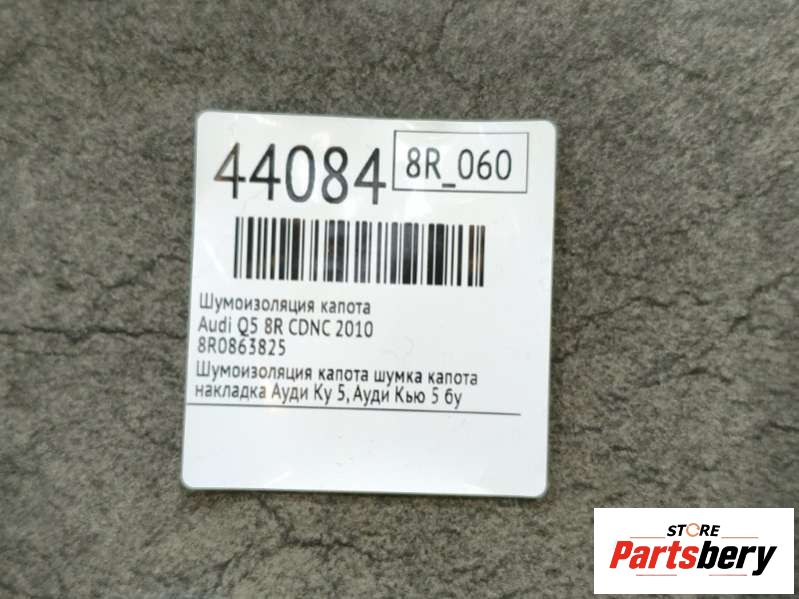 44084
8R_060
Шумоизоляция капота
Audi Q5 8R CDNC 2010
8R0863825
Шумоизоляция капота шумка капота
накладка Ауди Ку 5, Ауди Кью 5 бу
STORE
Partsbery